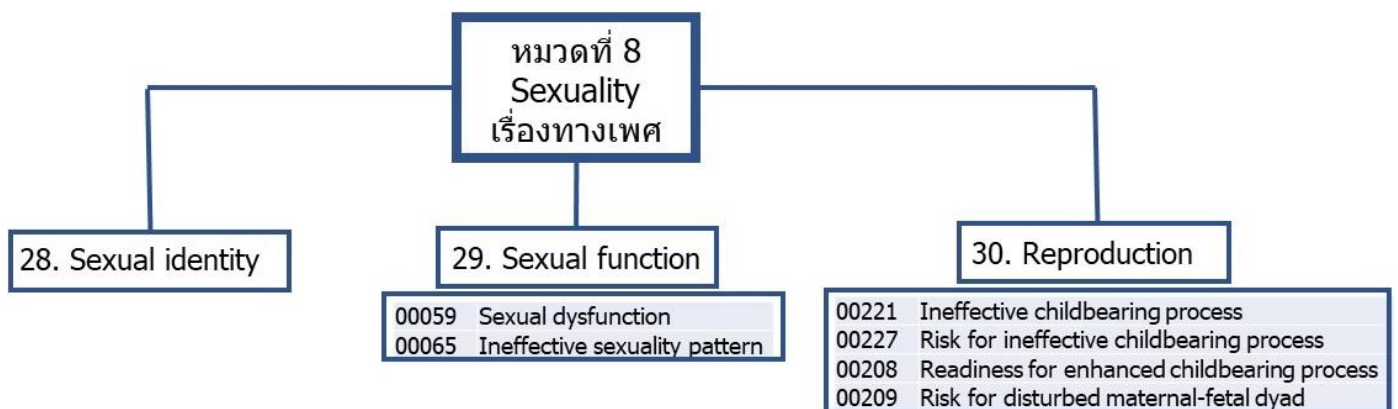 หมวดที่ 8
Sexuality
เรื่องทางเพศ
28. Sexual identity
29. Sexual function
00059 Sexual dysfunction
00065 Ineffective sexuality pattern
30. Reproduction
00221 Ineffective childbearing process
00227 Risk for ineffective childbearing process
00208 Readiness for enhanced childbearing process
00209 Risk for disturbed maternal-fetal dyad